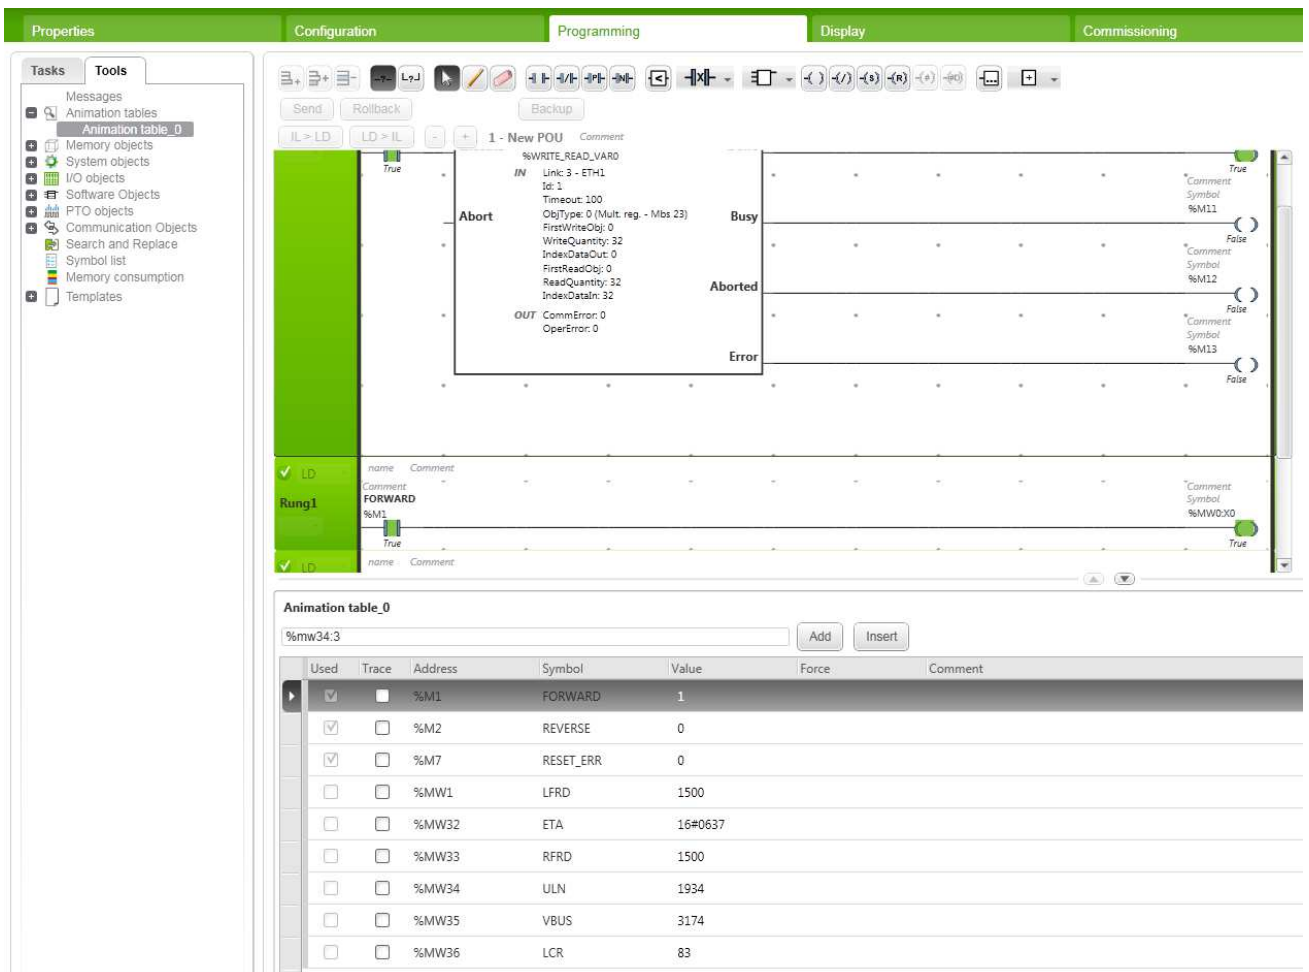 Properties Configuration Programming Display Commissioning
Tasks Tools
Messages
Animation tables
Animation table_0
Memory objects
System objects
I/O objects
Software Objects
PTO objects
Communication Objects
Search and Replace
Symbol list
Memory consumption
Templates
Send Rollback Backup
IL > LD LD > IL - + 1 - New POU Comment
True
%WRITE_READ_VAR0
IN Link: 3 - ETH1
Id: 1
Timeout: 100
Abort ObjType: 0 (Mult. reg. - Mbs 23) Busy
FirstWriteObj: 0
WriteQuantity: 32
IndexDataOut: 0
FirstReadObj: 0
ReadQuantity: 32
IndexDataIn: 32
Aborted
OUT CommError: 0
OperError: 0
Error
True
Comment
Symbol
%M11
False
Comment
Symbol
%M12
False
Comment
Symbol
%M13
False
LD name Comment
Rung1
Comment
FORWARD
%M1
True
Comment
Symbol
%MW0:X0
True
LD name Comment
Animation table_0
%mw34:3 Add Insert
Used Trace Address Symbol Value Force Comment
%M1 FORWARD 1
%M2 REVERSE 0
%M7 RESET_ERR 0
%MW1 LFRD 1500
%MW32 ETA 16#0637
%MW33 RFRD 1500
%MW34 ULN 1934
%MW35 VBUS 3174
%MW36 LCR 83